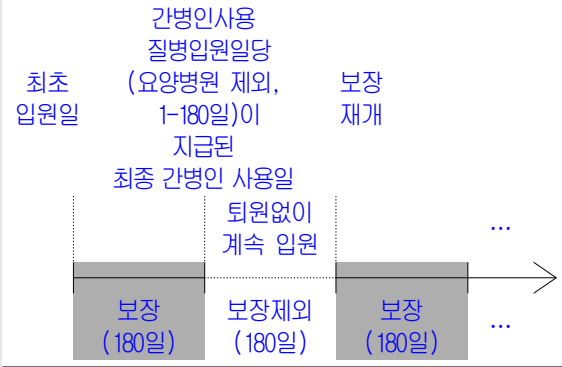 간병인사용
질병입원일당
최초 (요양병원 제외, 보장
입원일 1-180일)이 재개
지급된
최종 간병인 사용일
퇴원없이
계속 입원
...
보장 보장제외 보장
(180일) (180일) (180일)
...